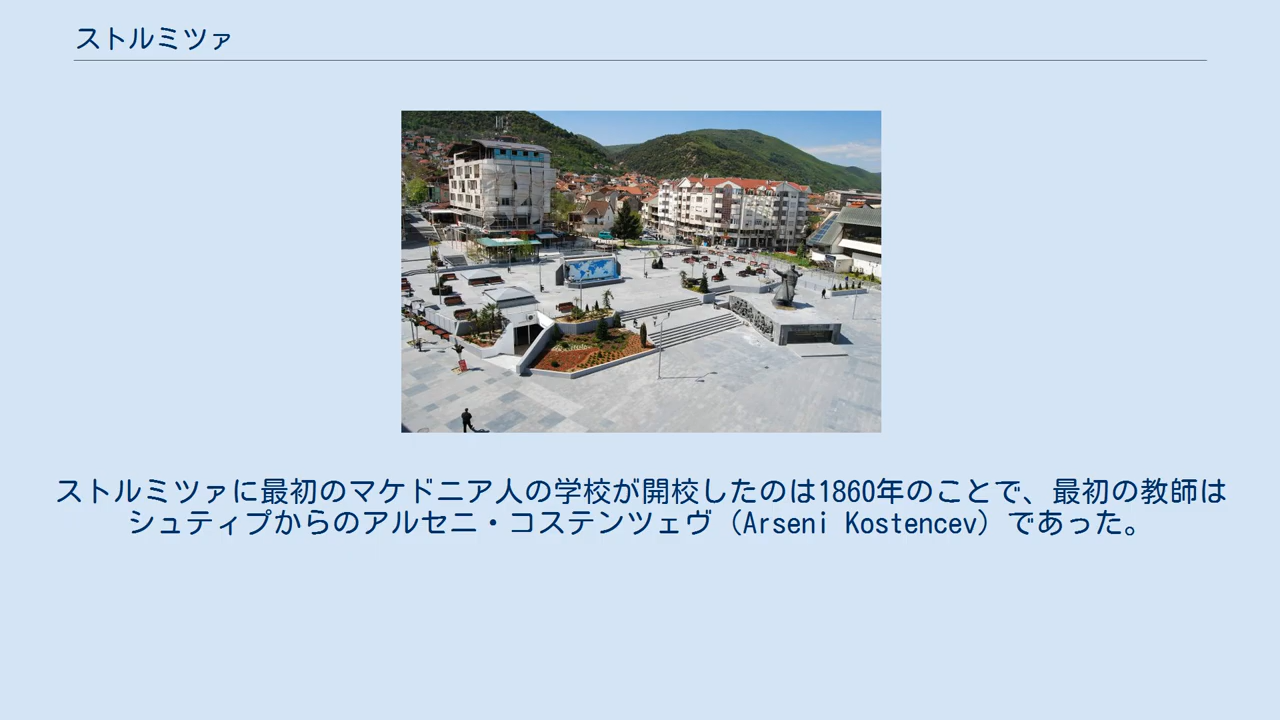 ストルミツァ
ストルミツァに最初のマケドニア人の学校が開校したのは1860年のことで、最初の教師は
シュティプからのアルセニ・コステンツェヴ（Arseni Kostencev）であった。